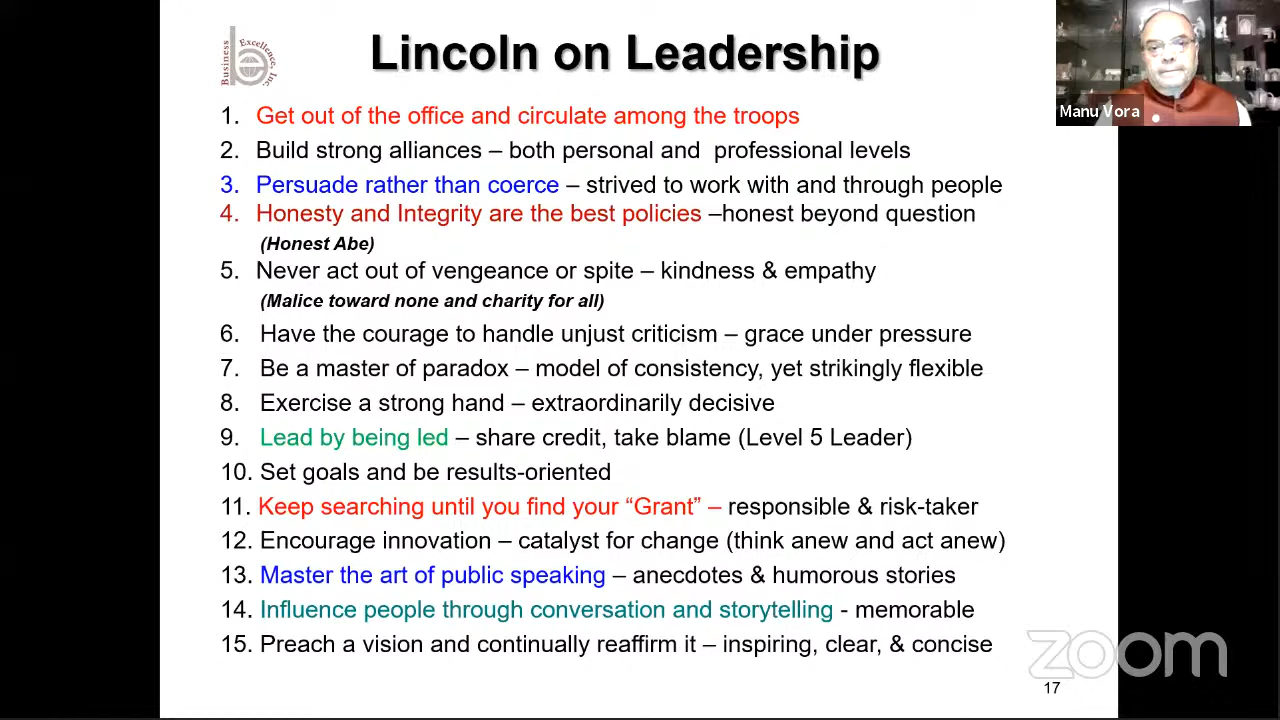 Business Excellence, Inc.
Lincoln on Leadership
Manu Vora
1. Get out of the office and circulate among the troops
2. Build strong alliances – both personal and professional levels
3. Persuade rather than coerce – strived to work with and through people
4. Honesty and Integrity are the best policies –honest beyond question
(Honest Abe)
5. Never act out of vengeance or spite – kindness & empathy
(Malice toward none and charity for all)
6. Have the courage to handle unjust criticism – grace under pressure
7. Be a master of paradox – model of consistency, yet strikingly flexible
8. Exercise a strong hand – extraordinarily decisive
9. Lead by being led – share credit, take blame (Level 5 Leader)
10. Set goals and be results-oriented
11. Keep searching until you find your “Grant” – responsible & risk-taker
12. Encourage innovation – catalyst for change (think anew and act anew)
13. Master the art of public speaking – anecdotes & humorous stories
14. Influence people through conversation and storytelling - memorable
15. Preach a vision and continually reaffirm it – inspiring, clear, & concise
zoom
17